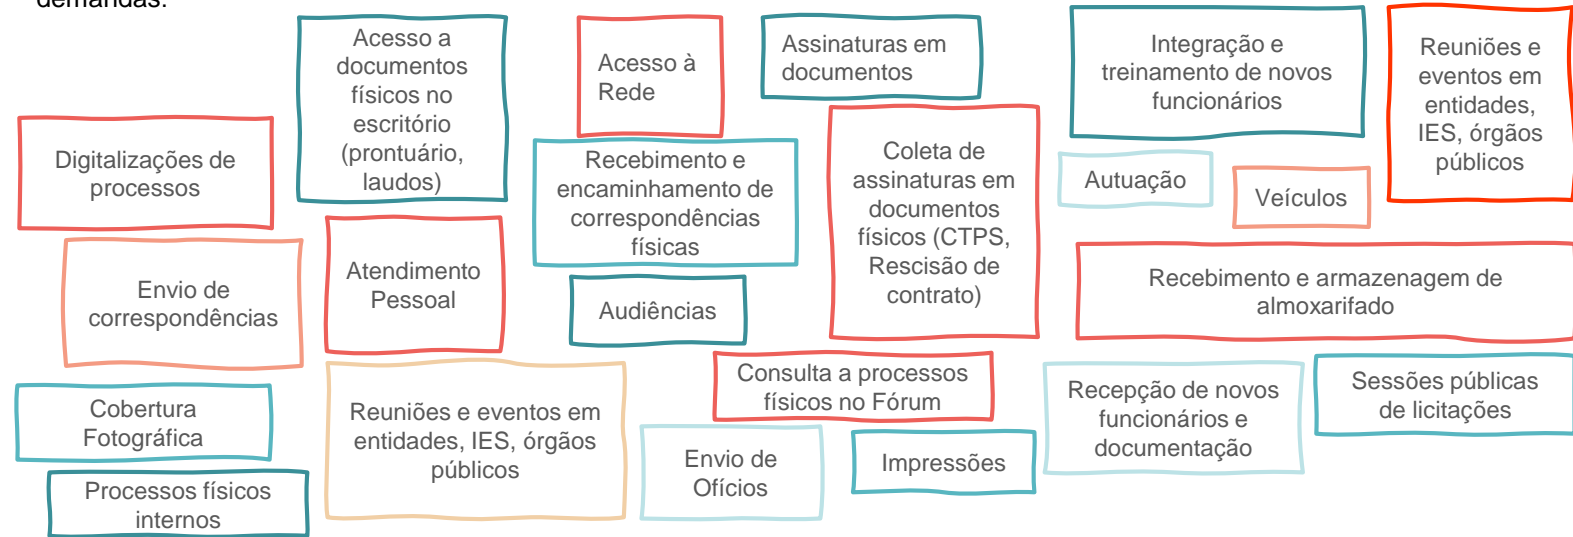 demandas.
Acesso a
documentos
físicos no
escritório
(prontuário,
laudos)
Acesso à
Rede
Assinaturas em
documentos
Integração e
treinamento de novos
funcionários
Reuniões e
eventos em
entidades,
IES, órgãos
públicos
Digitalizações de
processos
Recebimento e
encaminhamento de
correspondências
físicas
Coleta de
assinaturas em
documentos
físicos (CTPS,
Rescisão de
contrato)
Autuação
Veículos
Envio de
correspondências
Atendimento
Pessoal
Audiências
Recebimento e armazenagem de
almoxarifado
Cobertura
Fotográfica
Reuniões e eventos em
entidades, IES, órgãos
públicos
Consulta a processos
físicos no Fórum
Recepção de novos
funcionários e
documentação
Sessões públicas
de licitações
Envio de
Ofícios
Impressões
Processos físicos
internos